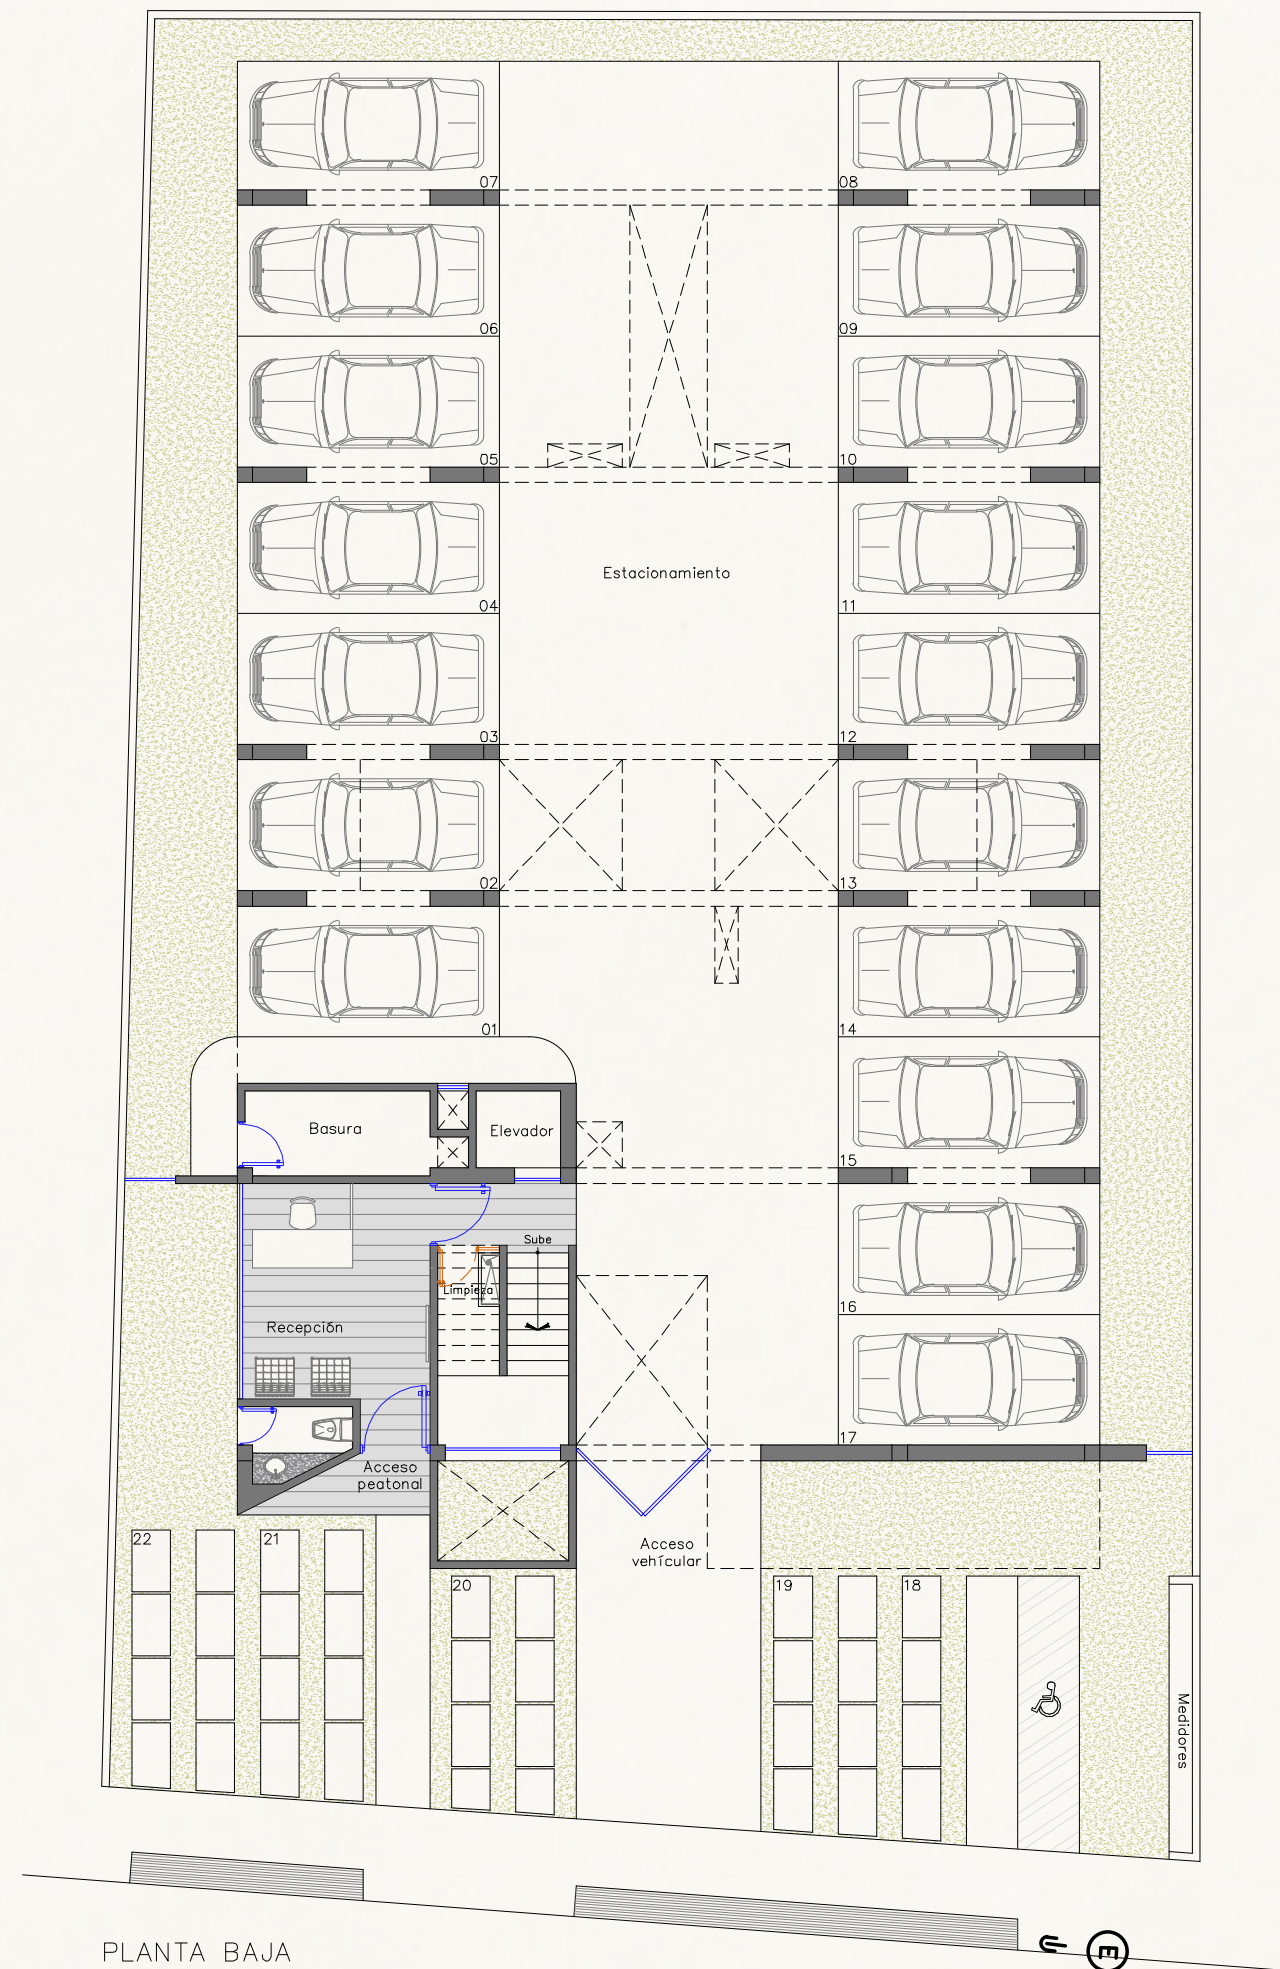 07
08
06
09
05
10
Estacionamiento
04
11
03
12
02
13
01
14
Basura
Elevador
15
Sube
Limpieza
16
Recepción
17
Acceso
peatonal
Acceso
vehícular
22
21
20
19
18
Medidores
PLANTA BAJA
E